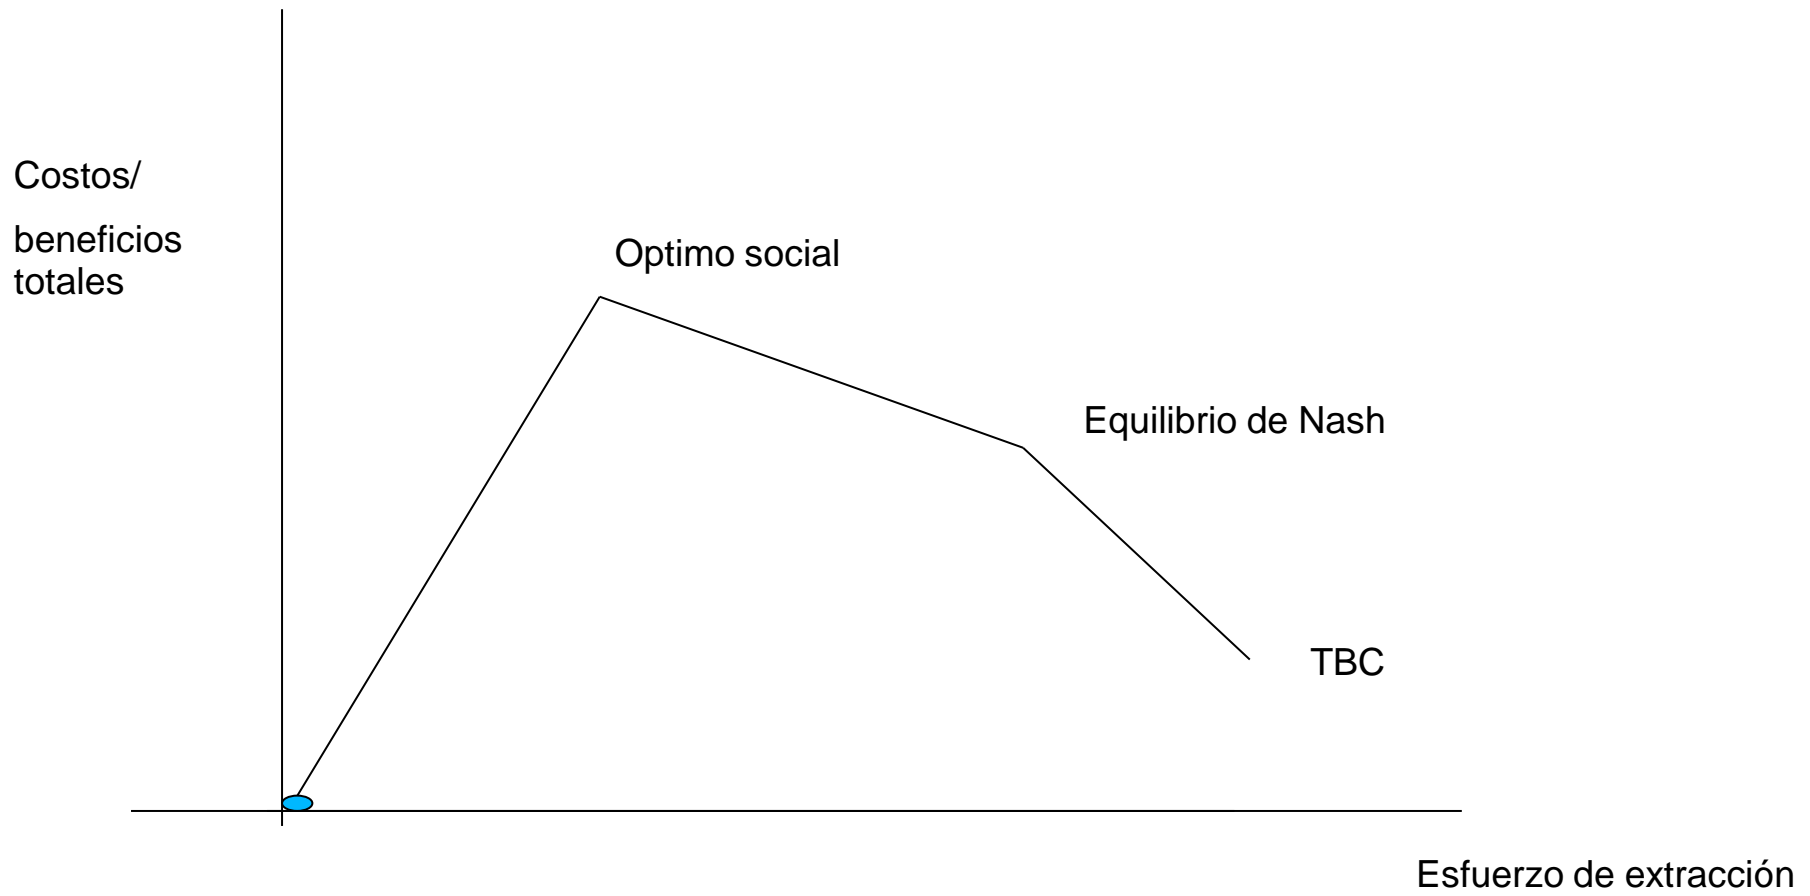 Costos/
beneficios
totales
Optimo social
Equilibrio de Nash
TBC
Esfuerzo de extracción